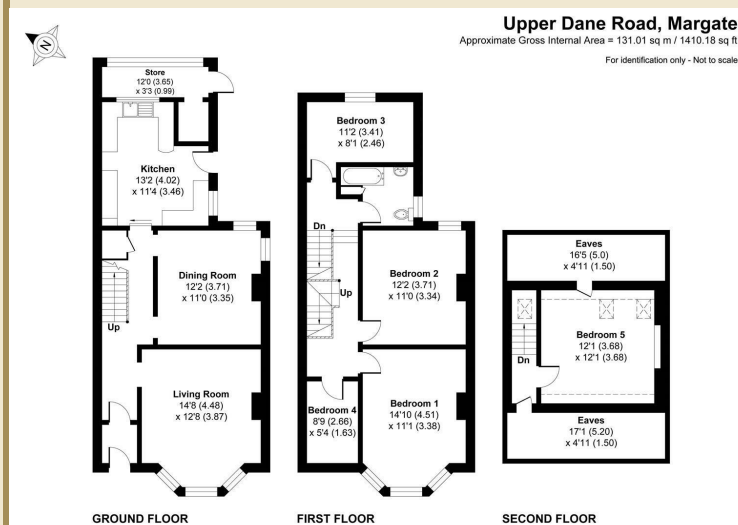 Upper Dane Road, Margate
Approximate Gross Internal Area = 131.01 sq m / 1410.18 sq ft
For identification only - Not to scale
N
Store
12'0 (3.65)
x 3'3 (0.99)
Kitchen
13'2 (4.02)
x 11'4 (3.46)
Dining Room
12'2 (3.71)
x 11'0 (3.35)
Up
Living Room
14'8 (4.48)
x 12'8 (3.87)
GROUND FLOOR
Bedroom 3
11'2 (3.41)
x 8'1 (2.46)
Dn
Up
Bedroom 2
12'2 (3.71)
x 11'0 (3.34)
Bedroom 4
8'9 (2.66)
x 5'4 (1.63)
Bedroom 1
14'10 (4.51)
x 11'1 (3.38)
FIRST FLOOR
Eaves
16'5 (5.0)
x 4'11 (1.50)
Bedroom 5
12'1 (3.68)
x 12'1 (3.68)
Dn
Eaves
17'1 (5.20)
x 4'11 (1.50)
SECOND FLOOR